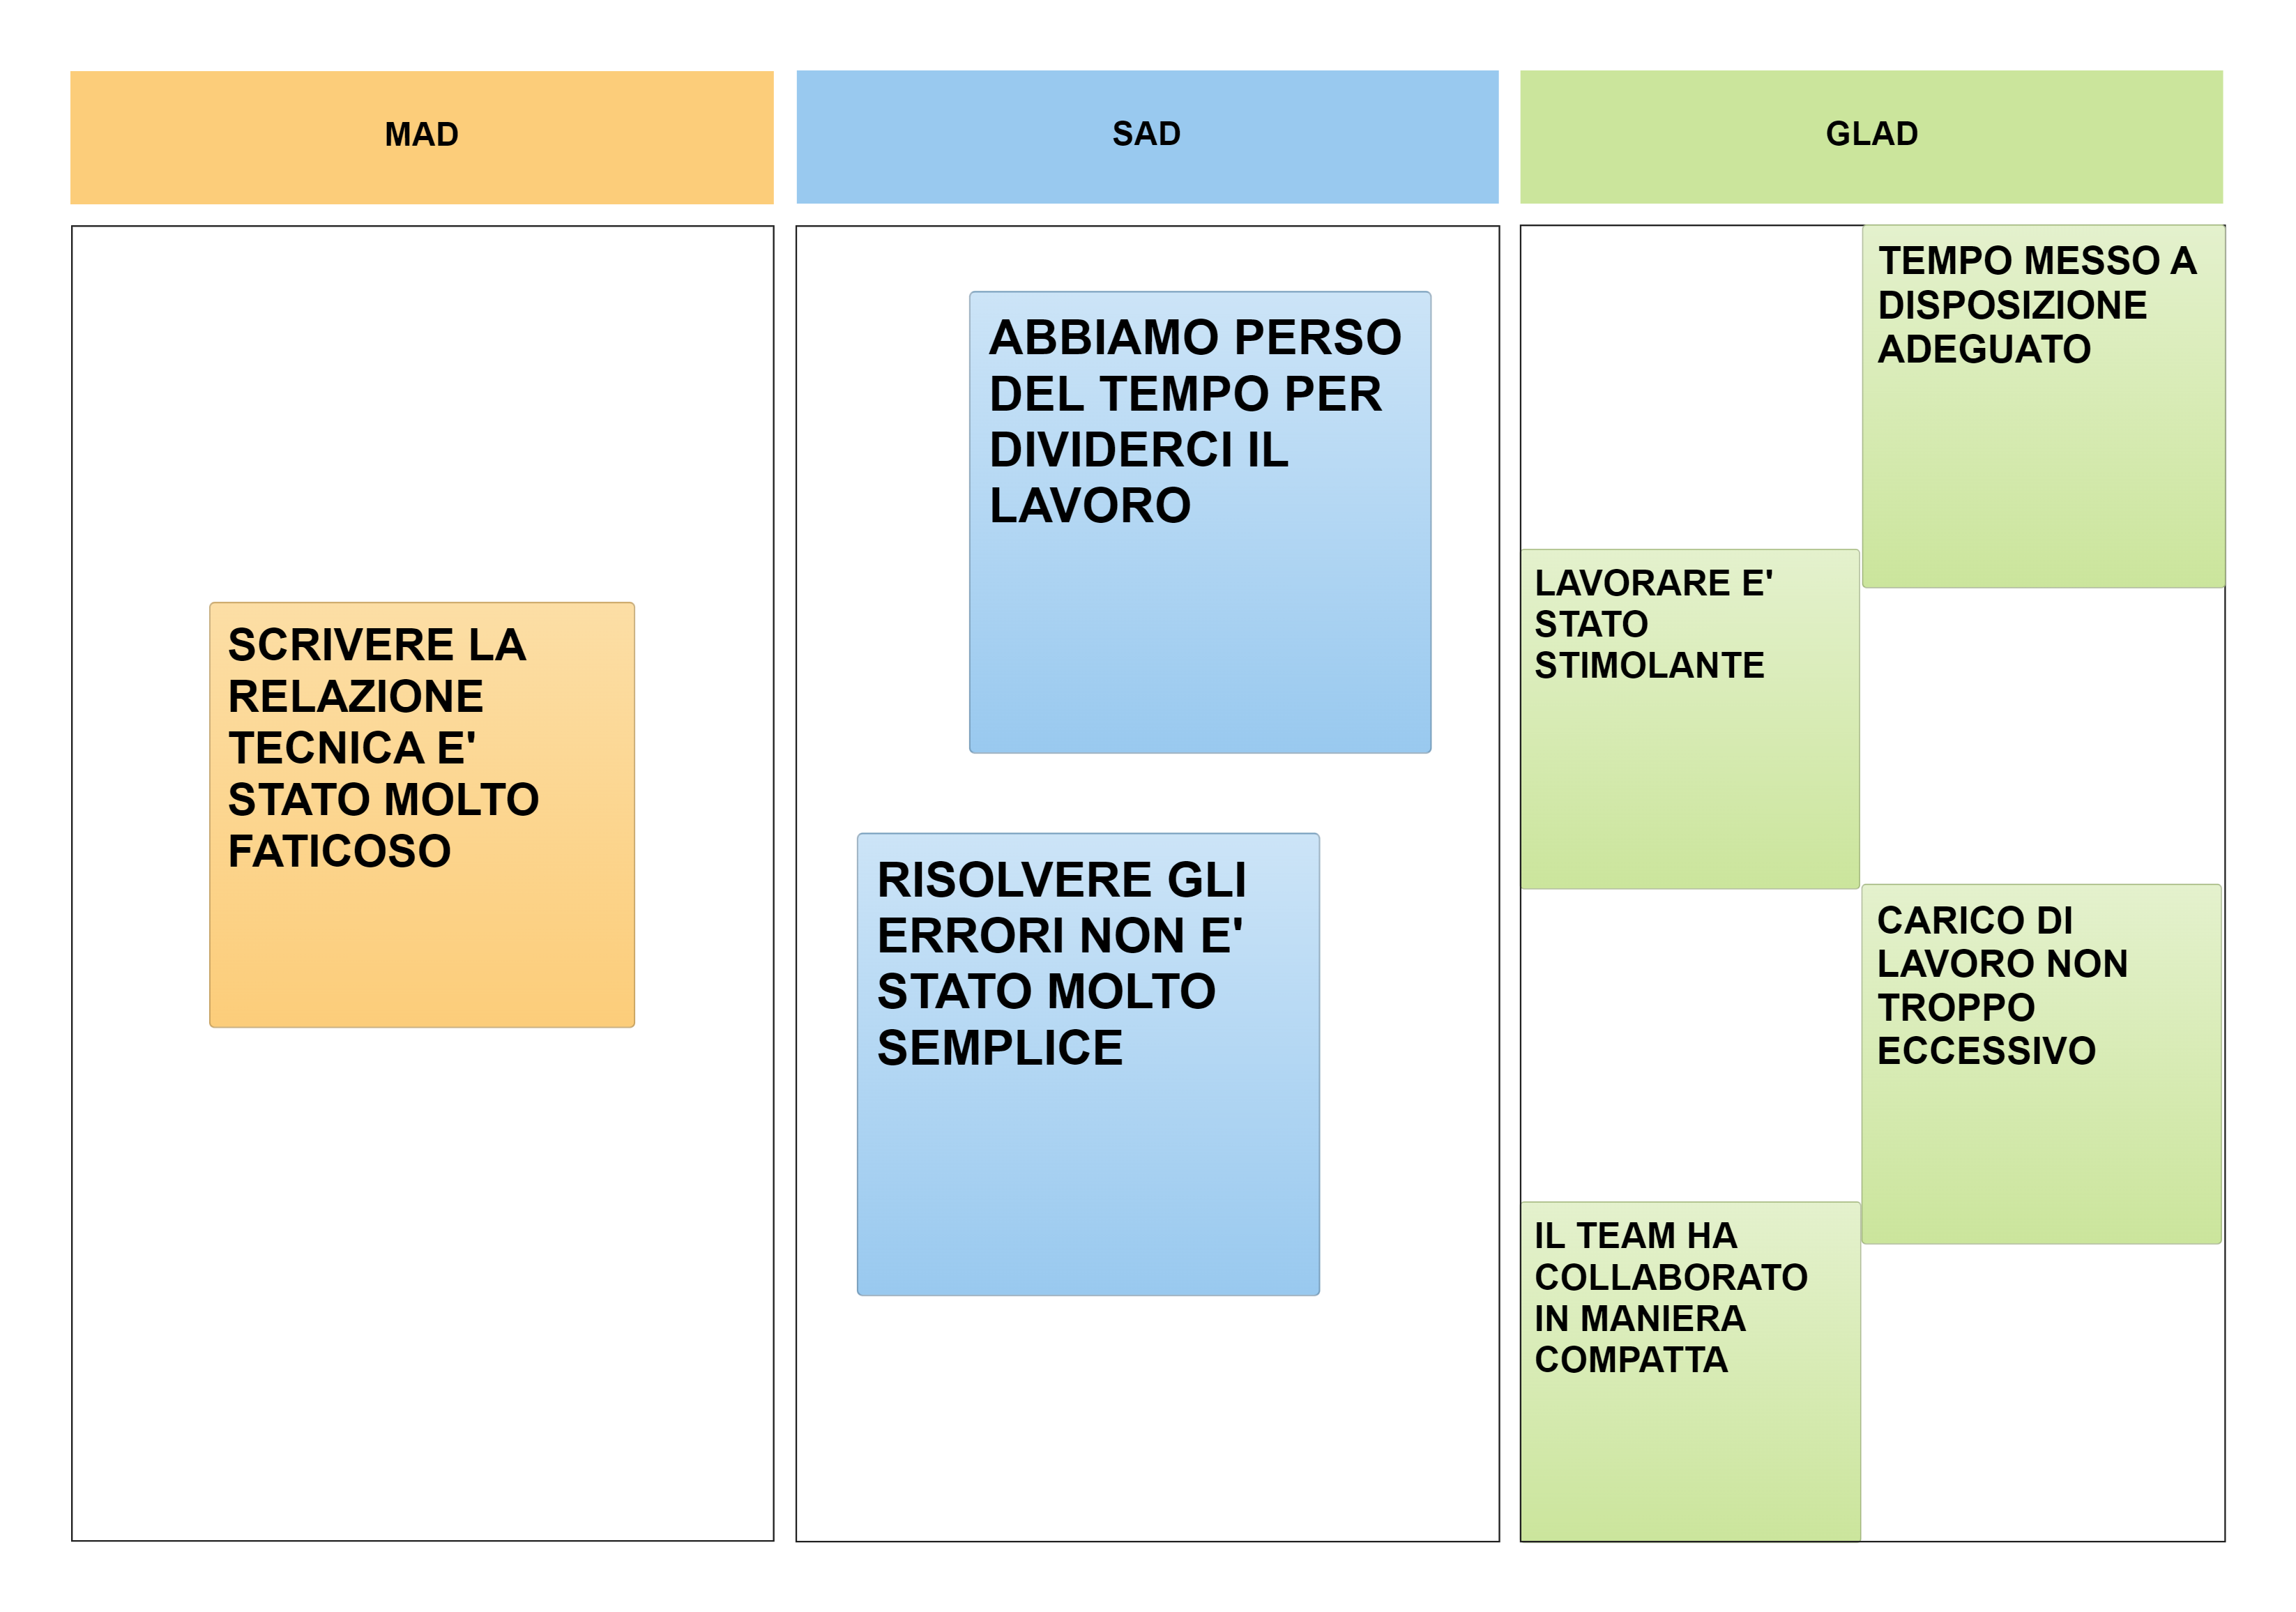 MAD
SCRIVERE LA
RELAZIONE
TECNICA E'
STATO MOLTO
FATICOSO
SAD
ABBIAMO PERSO
DEL TEMPO PER
DIVIDERCI IL
LAVORO
RISOLVERE GLI
ERRORI NON E'
STATO MOLTO
SEMPLICE
GLAD
TEMPO MESSO A
DISPOSIZIONE
ADEGUATO
LAVORARE E'
STATO
STIMOLANTE
CARICO DI
LAVORO NON
TROPPO
ECCESSIVO
IL TEAM HA
COLLABORATO
IN MANIERA
COMPATTA